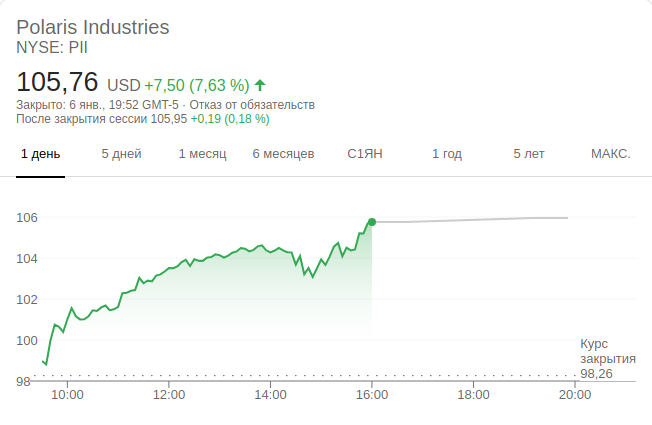 Polaris Industries
NYSE: PII
105,76 USD +7,50 (7,63 %)
Закрыто: 6 янв., 19:52 GMT-5 · Отказ от обязательств
После закрытия сессии 105,95 +0,19 (0,18 %)
1 день 5 дней 1 месяц 6 месяцев С1ЯН 1 год 5 лет МАКС.
106
104
102
100
98
Курс
закрытия
98,26
10:00 12:00 14:00 16:00 18:00 20:00